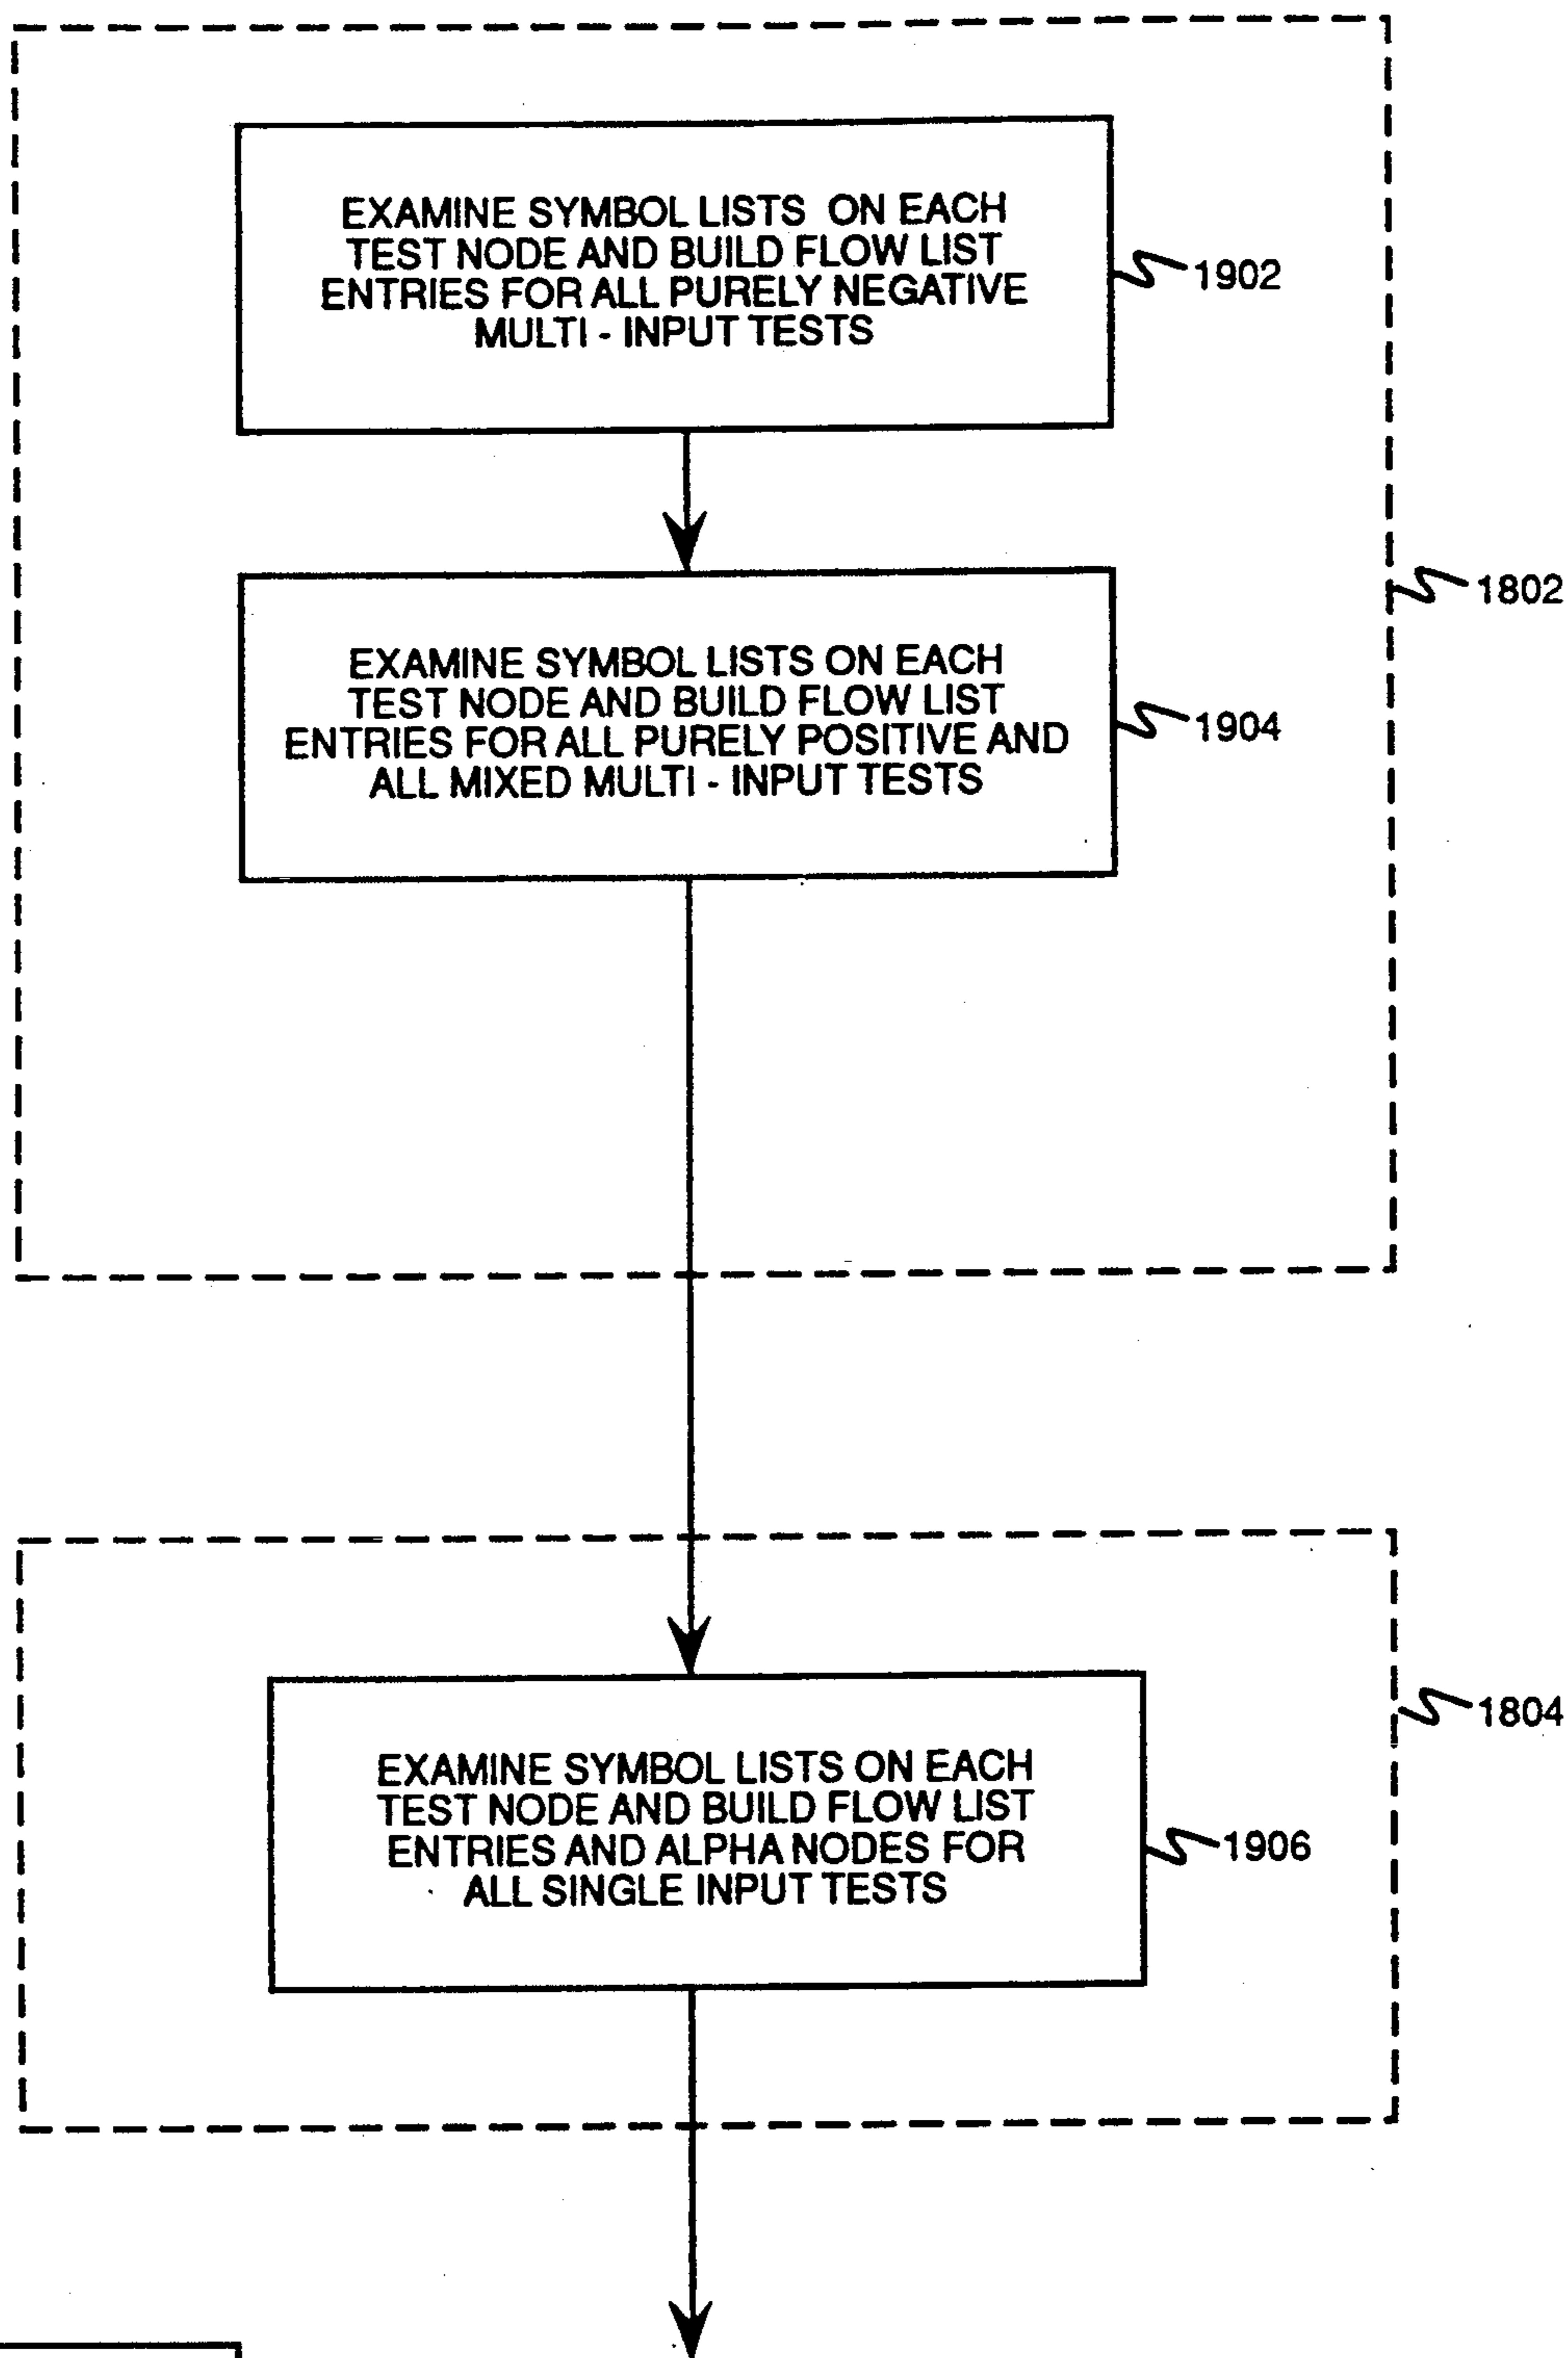 EXAMINE SYMBOL LISTS ON EACH
TEST NODE AND BUILD FLOW LIST
ENTRIES FOR ALL PURELY NEGATIVE
MULTI - INPUT TESTS
1902
1802
EXAMINE SYMBOL LISTS ON EACH
TEST NODE AND BUILD FLOW LIST
ENTRIES FOR ALL PURELY POSITIVE AND
ALL MIXED MULTI - INPUT TESTS
1904
1804
EXAMINE SYMBOL LISTS ON EACH
TEST NODE AND BUILD FLOW LIST
ENTRIES AND ALPHA NODES FOR
ALL SINGLE INPUT TESTS
1906